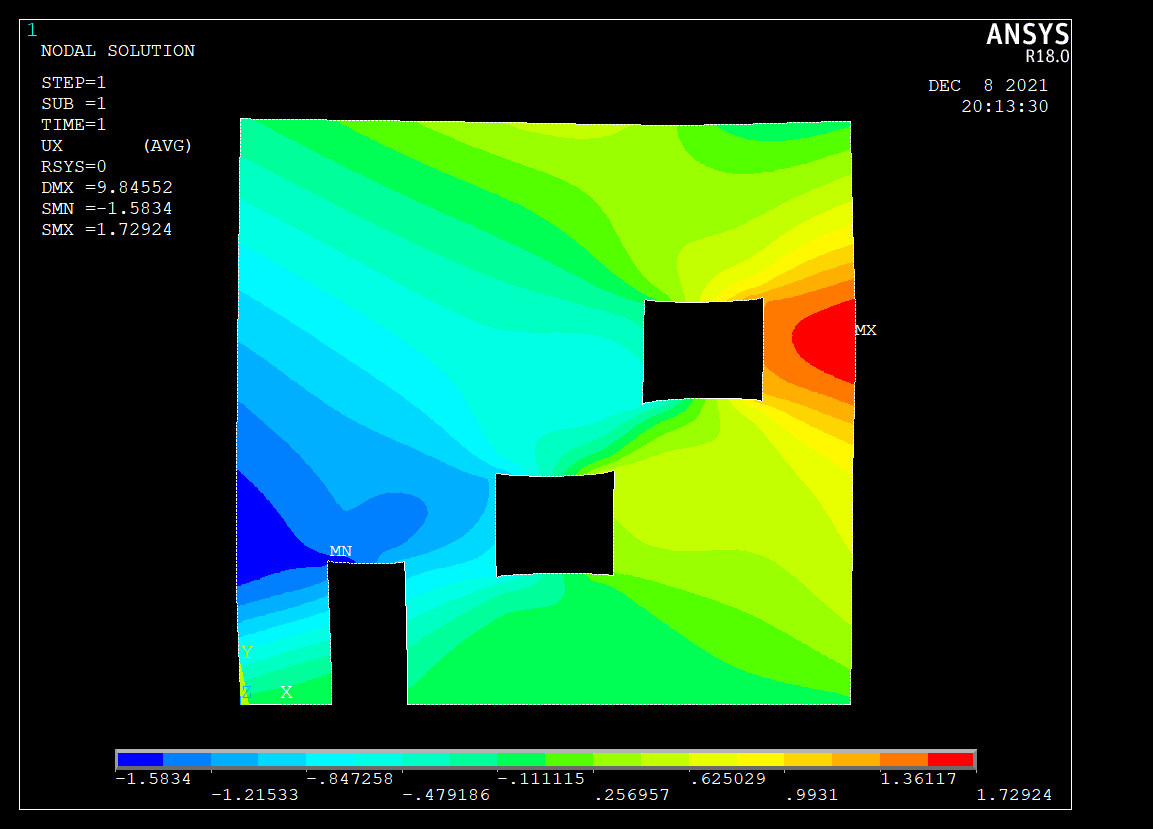 1
NODAL SOLUTION
STEP=1
SUB =1
TIME=1
UX (AVG)
RSYS=0
DMX =9.84552
SMN =-1.5834
SMX =1.72924
ANSYS
R18.0
DEC 8 2021
20:13:30
MX
MN
Y
Z X
-1.5834 -.847258 -.111115 .625029 1.36117
-1.21533 -.479186 .256957 .9931 1.72924